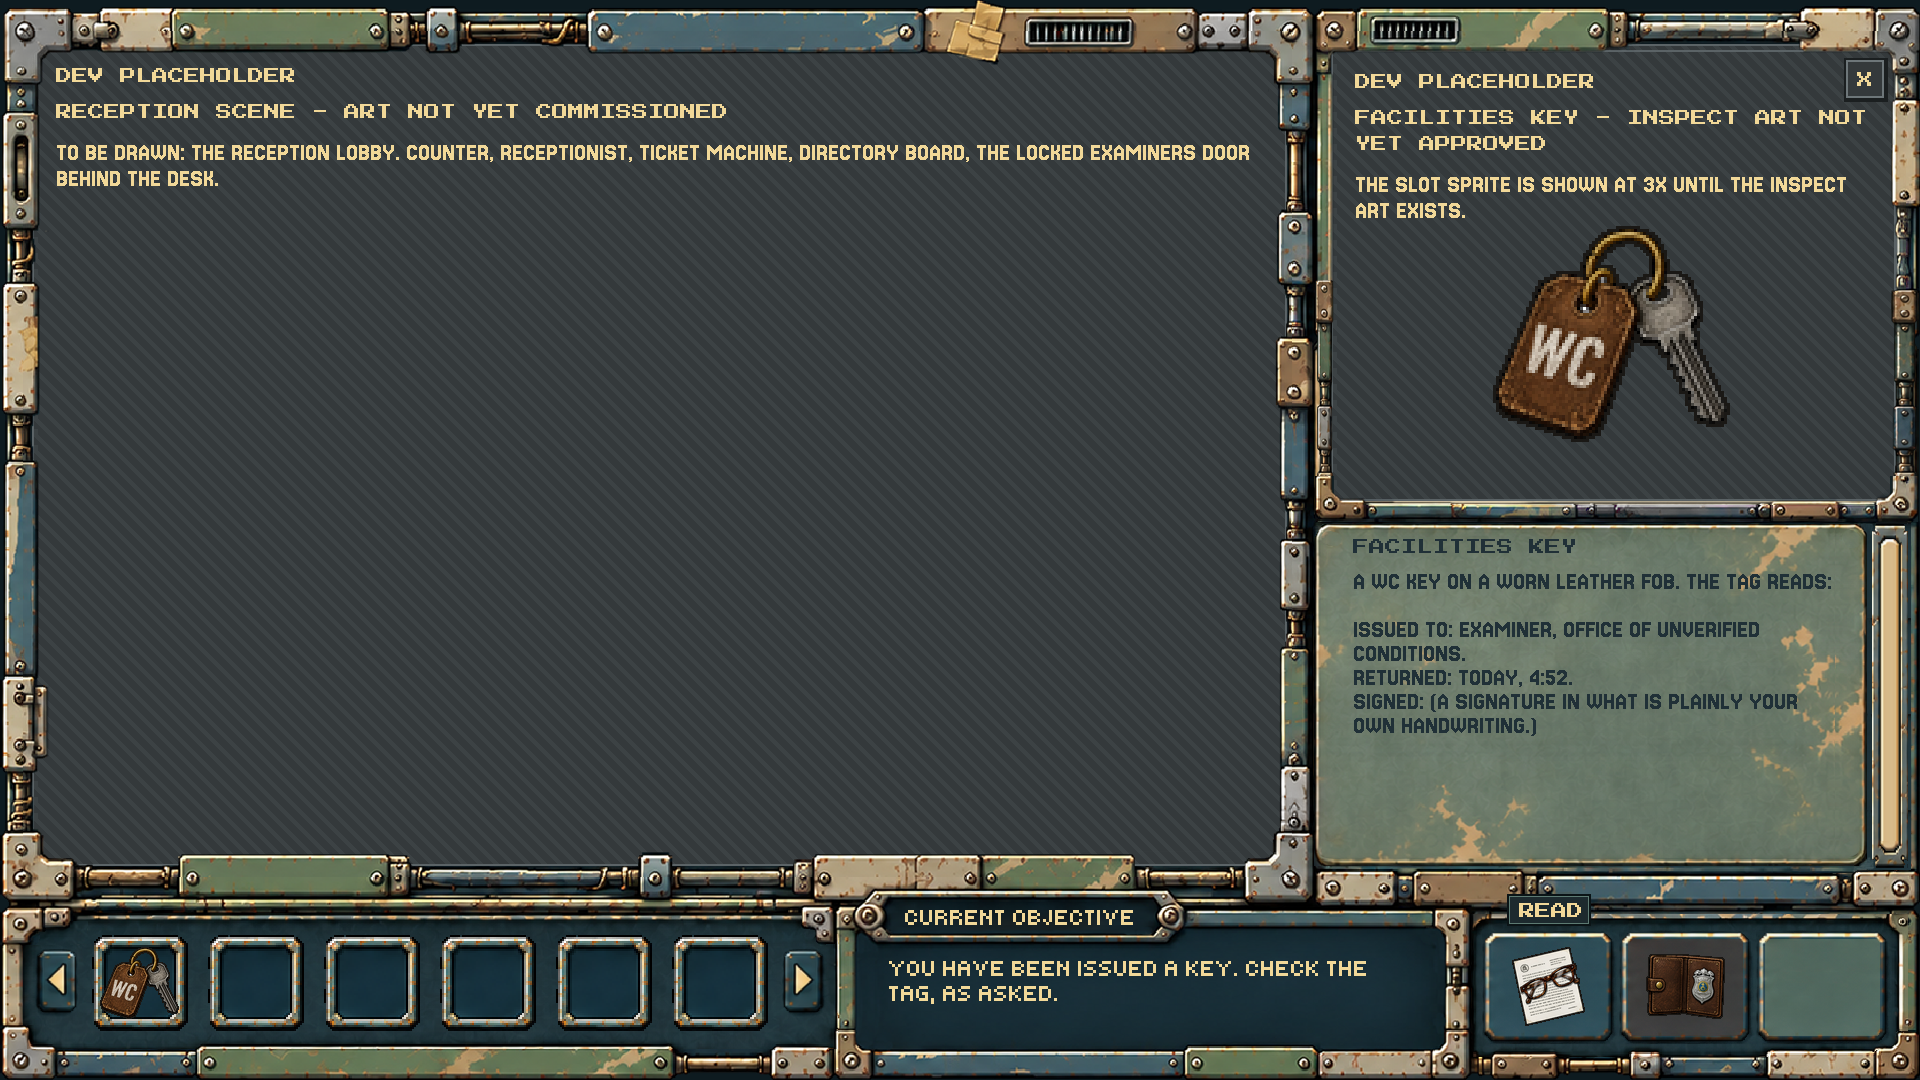 DEV PLACEHOLDER
RECEPTION SCENE - ART NOT YET COMMISSIONED
TO BE DRAWN: THE RECEPTION LOBBY. COUNTER, RECEPTIONIST, TICKET MACHINE, DIRECTORY BOARD, THE LOCKED EXAMINERS DOOR
BEHIND THE DESK.
DEV PLACEHOLDER
X
FACILITIES KEY - INSPECT ART NOT
YET APPROVED
THE SLOT SPRITE IS SHOWN AT 3X UNTIL THE INSPECT
ART EXISTS.
WC
FACILITIES KEY
A WC KEY ON A WORN LEATHER FOB. THE TAG READS:
ISSUED TO: EXAMINER, OFFICE OF UNVERIFIED
CONDITIONS.
RETURNED: TODAY, 4:52.
SIGNED: (A SIGNATURE IN WHAT IS PLAINLY YOUR
OWN HANDWRITING.)
WC
CURRENT OBJECTIVE
YOU HAVE BEEN ISSUED A KEY. CHECK THE
TAG, AS ASKED.
READ